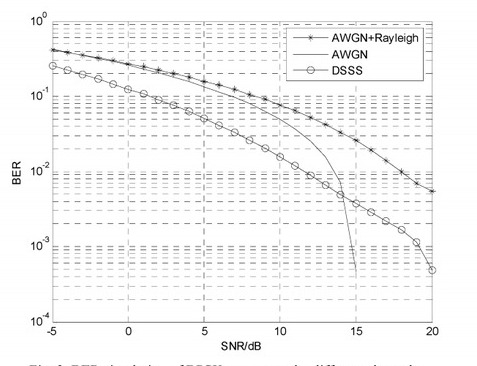 10^0
10^-1
10^-2
10^-3
10^-4
BER
-5 0 5 10 15 20
SNR/dB
AWGN+Rayleigh
AWGN
DSSS